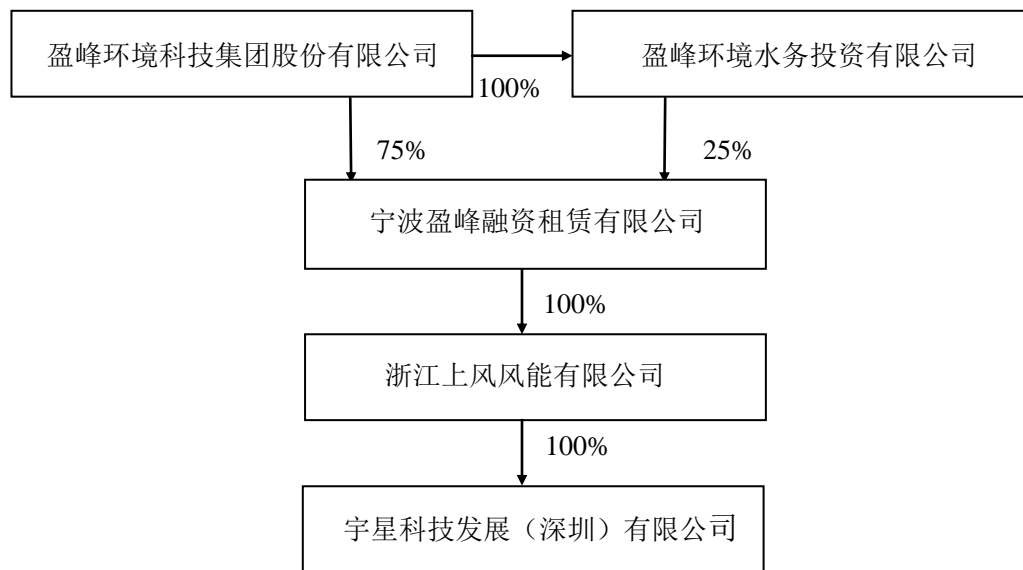 盈峰环境科技集团股份有限公司
盈峰环境水务投资有限公司
100%
75%
25%
宁波盈峰融资租赁有限公司
100%
浙江上风风能有限公司
100%
宇星科技发展（深圳）有限公司